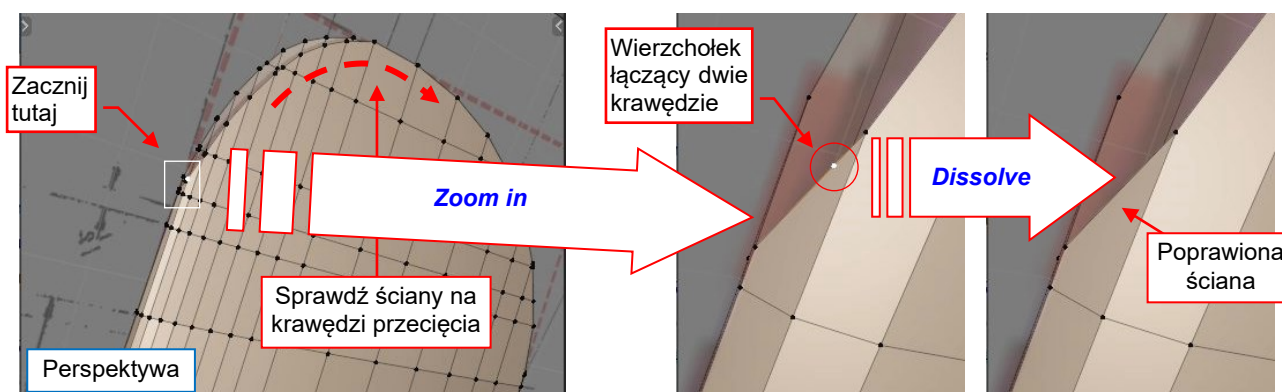 Zacznij
tutaj
Zoom in
Sprawdź ściany na
krawędzi przecięcia
Perspektywa
Wierzchołek
łączący dwie
krawędzie
Dissolve
Poprawiona
ściana